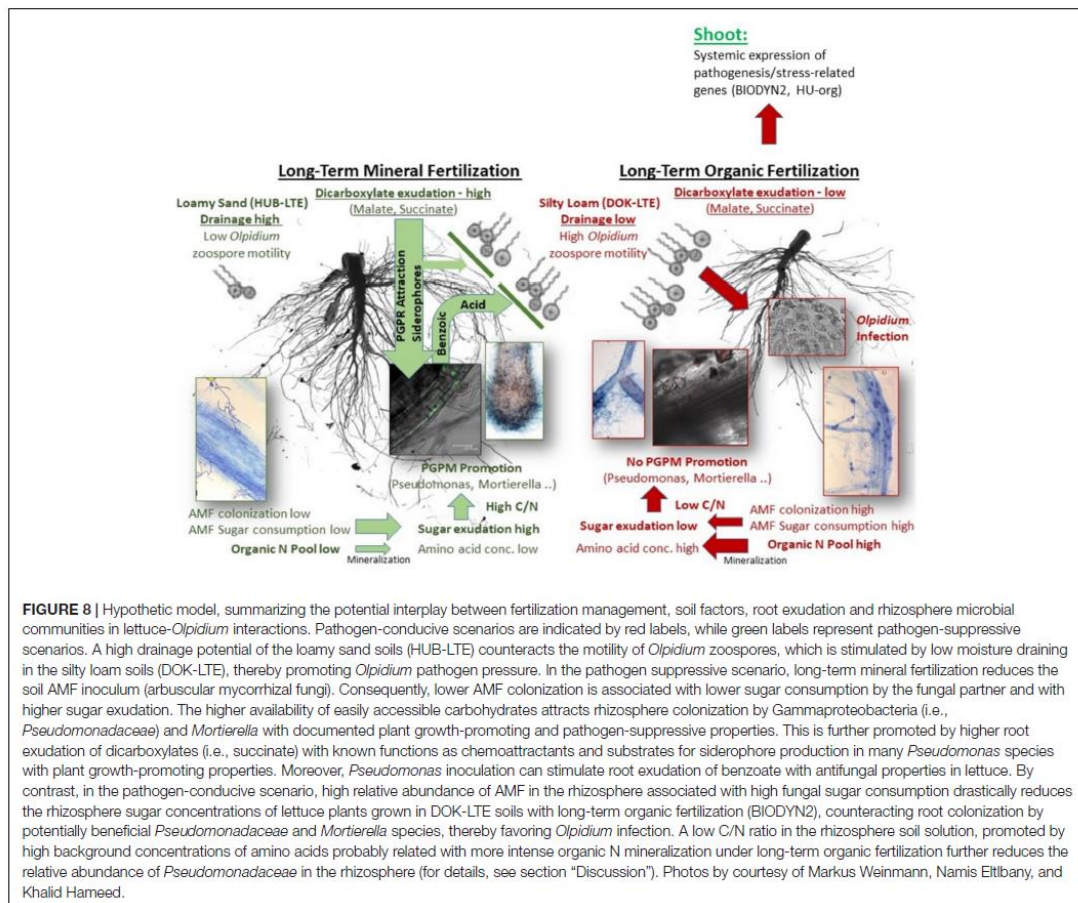 Shoot:
Systemic expression of
pathogenesis/stress-related
genes (BIODYN2, HU-org)
Long-Term Mineral Fertilization
Loamy Sand (HUB-LTE)
Drainage high
Low Olpidium
zoospore motility
Dicarboxylate exudation - high
(Malate, Succinate)
PGPR Attraction
Siderophores
Benzoic
Acid
PGPM Promotion
(Pseudomonas, Mortierella ..)
High C/N
AMF colonization low
AMF Sugar consumption low
Sugar exudation high
Organic N Pool low
Mineralization
Amino acid conc. low
Long-Term Organic Fertilization
Silty Loam (DOK-LTE)
Drainage low
High Olpidium
zoospore motility
Dicarboxylate exudation - low
(Malate, Succinate)
Olpidium
Infection
No PGPM Promotion
(Pseudomonas, Mortierella ..)
Low C/N
Sugar exudation low
AMF colonization high
AMF Sugar consumption high
Amino acid conc. high
Organic N Pool high
Mineralization
FIGURE 8 | Hypothetic model, summarizing the potential interplay between fertilization management, soil factors, root exudation and rhizosphere microbial
communities in lettuce-Olpidium interactions. Pathogen-conducive scenarios are indicated by red labels, while green labels represent pathogen-suppressive
scenarios. A high drainage potential of the loamy sand soils (HUB-LTE) counteracts the motility of Olpidium zoospores, which is stimulated by low moisture draining
in the silty loam soils (DOK-LTE), thereby promoting Olpidium pathogen pressure. In the pathogen suppressive scenario, long-term mineral fertilization reduces the
soil AMF inoculum (arbuscular mycorrhizal fungi). Consequently, lower AMF colonization is associated with lower sugar consumption by the fungal partner and with
higher sugar exudation. The higher availability of easily accessible carbohydrates attracts rhizosphere colonization by Gammaproteobacteria (i.e.,
Pseudomonadaceae) and Mortierella with documented plant growth-promoting and pathogen-suppressive properties. This is further promoted by higher root
exudation of dicarboxylates (i.e., succinate) with known functions as chemoattractants and substrates for siderophore production in many Pseudomonas species
with plant growth-promoting properties. Moreover, Pseudomonas inoculation can stimulate root exudation of benzoate with antifungal properties in lettuce. By
contrast, in the pathogen-conducive scenario, high relative abundance of AMF in the rhizosphere associated with high fungal sugar consumption drastically reduces
the rhizosphere sugar concentrations of lettuce plants grown in DOK-LTE soils with long-term organic fertilization (BIODYN2), counteracting root colonization by
potentially beneficial Pseudomonadaceae and Mortierella species, thereby favoring Olpidium infection. A low C/N ratio in the rhizosphere soil solution, promoted by
high background concentrations of amino acids probably related with more intense organic N mineralization under long-term organic fertilization further reduces the
relative abundance of Pseudomonadaceae in the rhizosphere (for details, see section “Discussion”). Photos by courtesy of Markus Weinmann, Namis Eltlbany, and
Khalid Hameed.